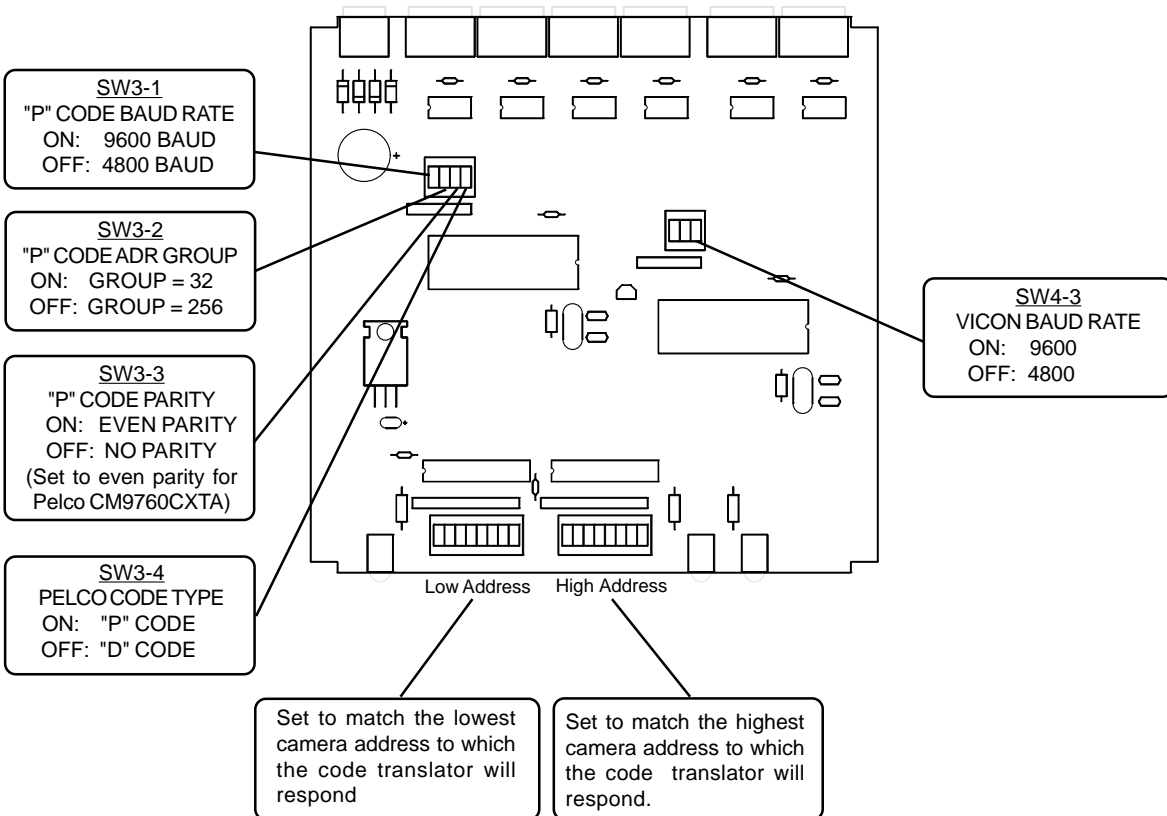 SW3-1
"P" CODE BAUD RATE
ON: 9600 BAUD
OFF: 4800 BAUD
SW3-2
"P" CODE ADR GROUP
ON: GROUP = 32
OFF: GROUP = 256
SW3-3
"P" CODE PARITY
ON: EVEN PARITY
OFF: NO PARITY
(Set to even parity for
Pelco CM9760CXTA)
SW3-4
PELCO CODE TYPE
ON: "P" CODE
OFF: "D" CODE
+
+
SW4-3
VICON BAUD RATE
ON: 9600
OFF: 4800
Low Address
High Address
Set to match the lowest
camera address to which
the code translator will
respond
Set to match the highest
camera address to which
the code translator will
respond.